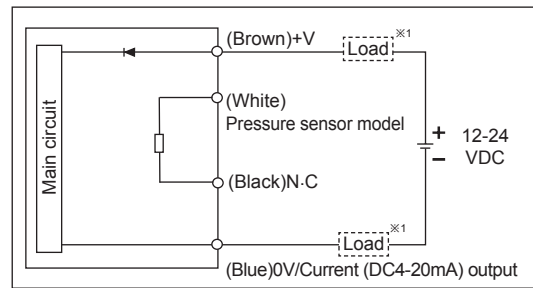 (Brown)+V
Load
※1
(White)
Pressure sensor model
Main circuit
+
12-24
VDC
−
(Black)N·C
Load
※1
(Blue)0V/Current (DC4-20mA) output